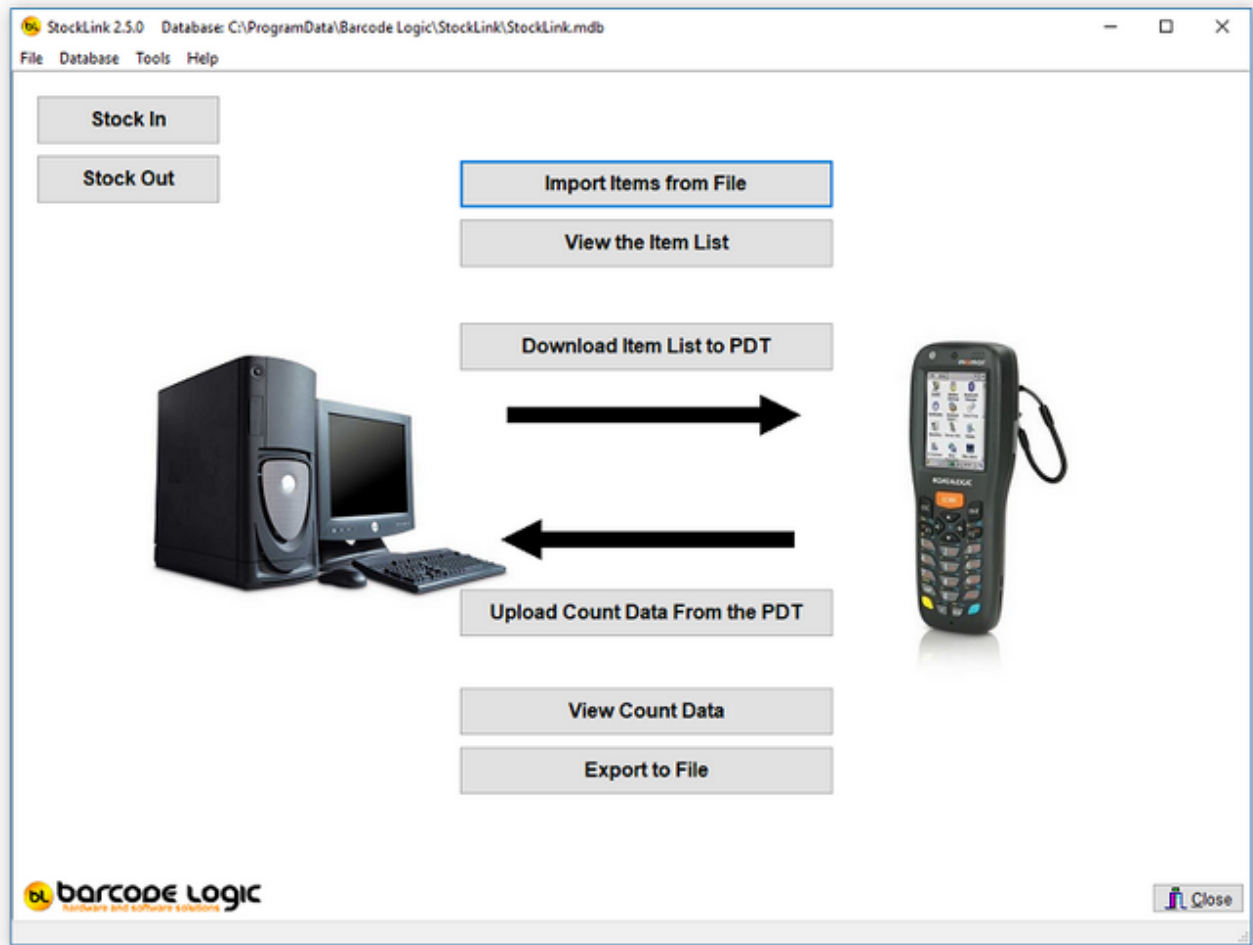 StockLink 2.5.0 Database: C:\ProgramData\Barcode Logic\StockLink\StockLink.mdb
File Database Tools Help
Stock In
Stock Out
Import Items from File
View the Item List
Download Item List to PDT
DATALOGIC
Upload Count Data From the PDT
View Count Data
Export to File
bL barcode Logic
hardware and software solutions
Close